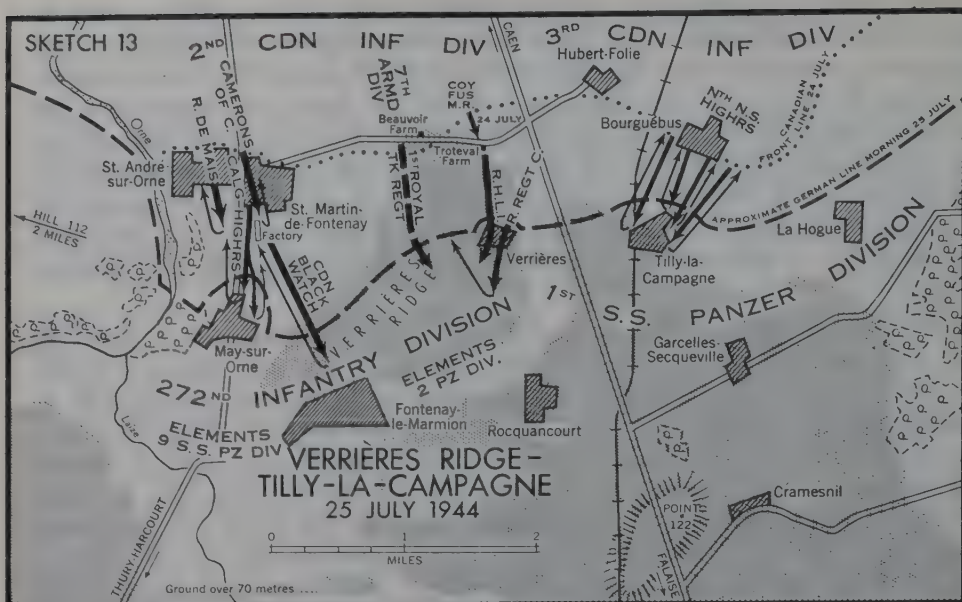 SKETCH 13
2ND CDN INF DIV
3RD CDN INF DIV
CAMERONS
OF C.
R. DE MAIS
CALG. HIGHRS
7TH
ARMD
DIV
COY
FUS
M.R.
24 JULY
CAEN
Hubert-Folie
Beauvoir
Farm
Troteval
Farm
1ST ROYAL
TK REGT
R.H.L.I.
R. REGT
Bourguébus
NTH N.S.
HIGHRS
CANADIAN
FRONT LINE 24 JULY
APPROXIMATE GERMAN LINE MORNING 25 JULY
Orne
St. André
sur-Orne
St. Martin-
de-Fontenay
Factory
CDN
BLACK
WATCH
HILL 112
2 MILES
VERRIÈRES
RIDGE
Verrières
Tilly-la-
Campagne
La Hogue
1ST S.S. PANZER DIVISION
Garcelles-
Secqueville
May-sur-
Orne
272ND INFANTRY DIVISION
ELEMENTS
2 PZ DIV.
ELEMENTS
9 S.S. PZ DIV
Laize
Fontenay-
le-Marmion
Rocquancourt
Cramesnil
POINT
122
FALAISE
THURY-HARCOURT
VERRIÈRES RIDGE-
TILLY-LA-CAMPAGNE
25 JULY 1944
0 1 2
MILES
Ground over 70 metres ....